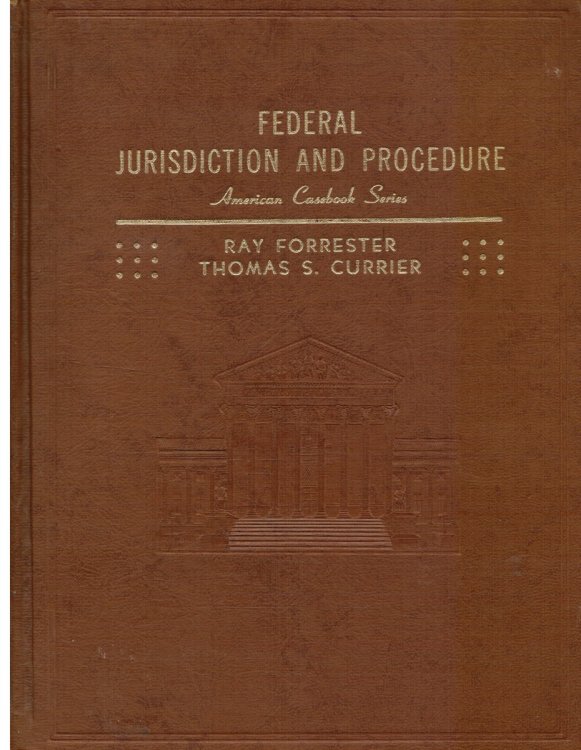 FEDERAL
JURISDICTION AND PROCEDURE
American Casebook Series
RAY FORRESTER
THOMAS S. CURRIER